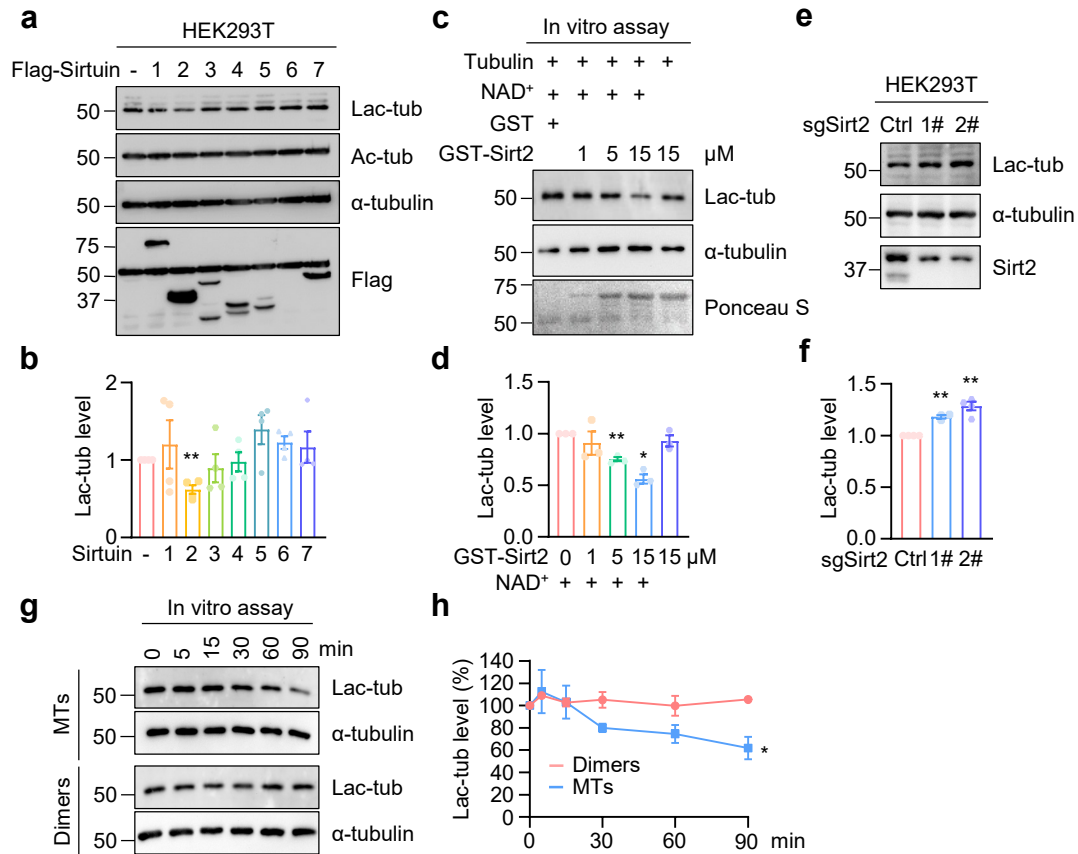 a
HEK293T
Flag-Sirtuin - 1 2 3 4 5 6 7
50 Lac-tub
Ac-tub
50 α-tubulin
50
75
50
37
Flag
b
Lac-tub level
2
1
0
**
Sirtuin - 1 2 3 4 5 6 7
c
In vitro assay
Tubulin + + + + +
NAD⁺ + + + +
GST +
GST-Sirt2 1 5 15 15 μM
50 Lac-tub
50 α-tubulin
75
50
Ponceau S
d
Lac-tub level
1.5
1.0
0.5
0.0
** *
GST-Sirt2 0 1 5 15 15 μM
NAD⁺ + + + +
e
HEK293T
sgSirt2 Ctrl 1# 2#
50 Lac-tub
50 α-tubulin
37 Sirt2
f
Lac-tub level
1.5
1.0
0.5
0.0
** **
sgSirt2 Ctrl 1# 2#
g
In vitro assay
0 5 15 30 60 90 min
MTs
50 Lac-tub
50 α-tubulin
Dimers
50 Lac-tub
50 α-tubulin
h
Lac-tub level (%)
140
120
100
80
60
40
20
0
*
Dimers
MTs
0 30 60 90 min